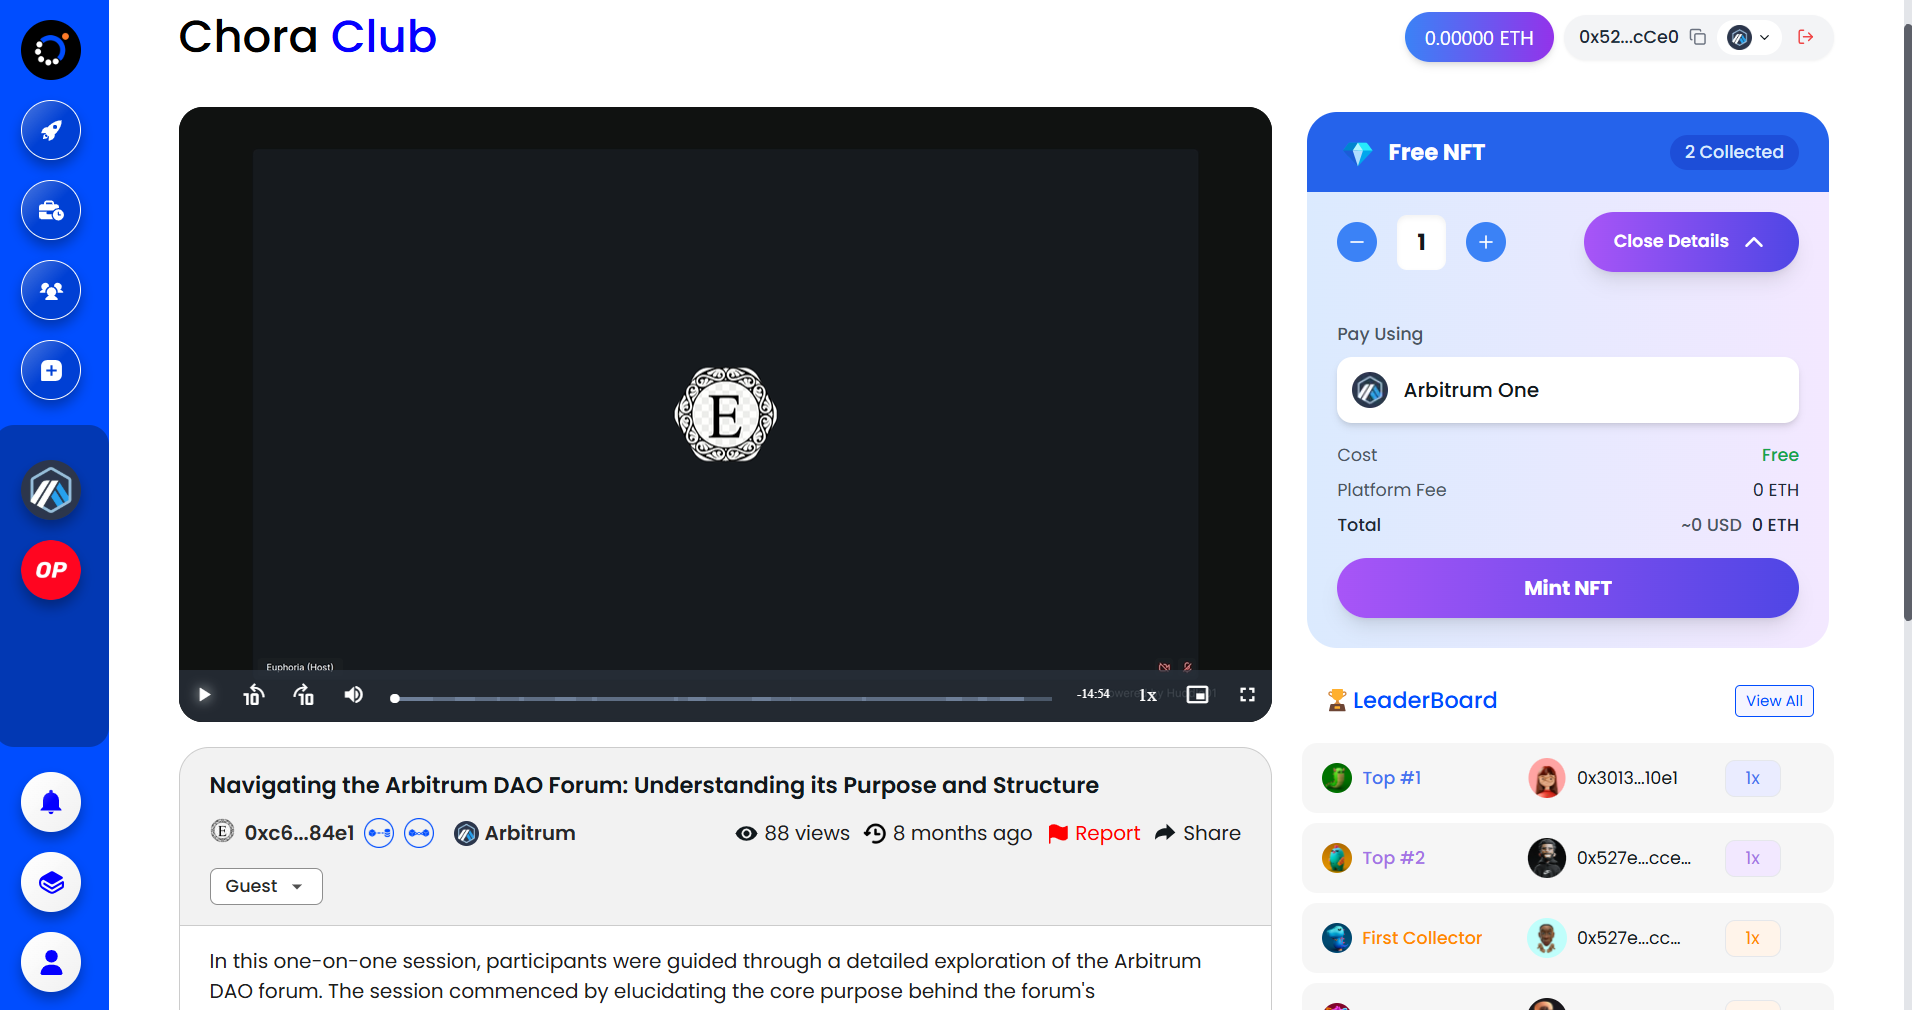 Chora Club
0.00000 ETH
0x52...cCe0
Free NFT
2 Collected
1
Close Details
Pay Using
Arbitrum One
Cost
Free
Platform Fee
0 ETH
Total
~0 USD 0 ETH
Mint NFT
OP
E
Euphoria (Host)
10
10
-14:54
1x
LeaderBoard
View All
Top #1
0x3013...10e1
1x
Top #2
0x527e...cce...
1x
First Collector
0x527e...cc...
1x
Navigating the Arbitrum DAO Forum: Understanding its Purpose and Structure
E
0xc6...84e1
Arbitrum
88 views
8 months ago
Report
Share
Guest
In this one-on-one session, participants were guided through a detailed exploration of the Arbitrum
DAO forum. The session commenced by elucidating the core purpose behind the forum's